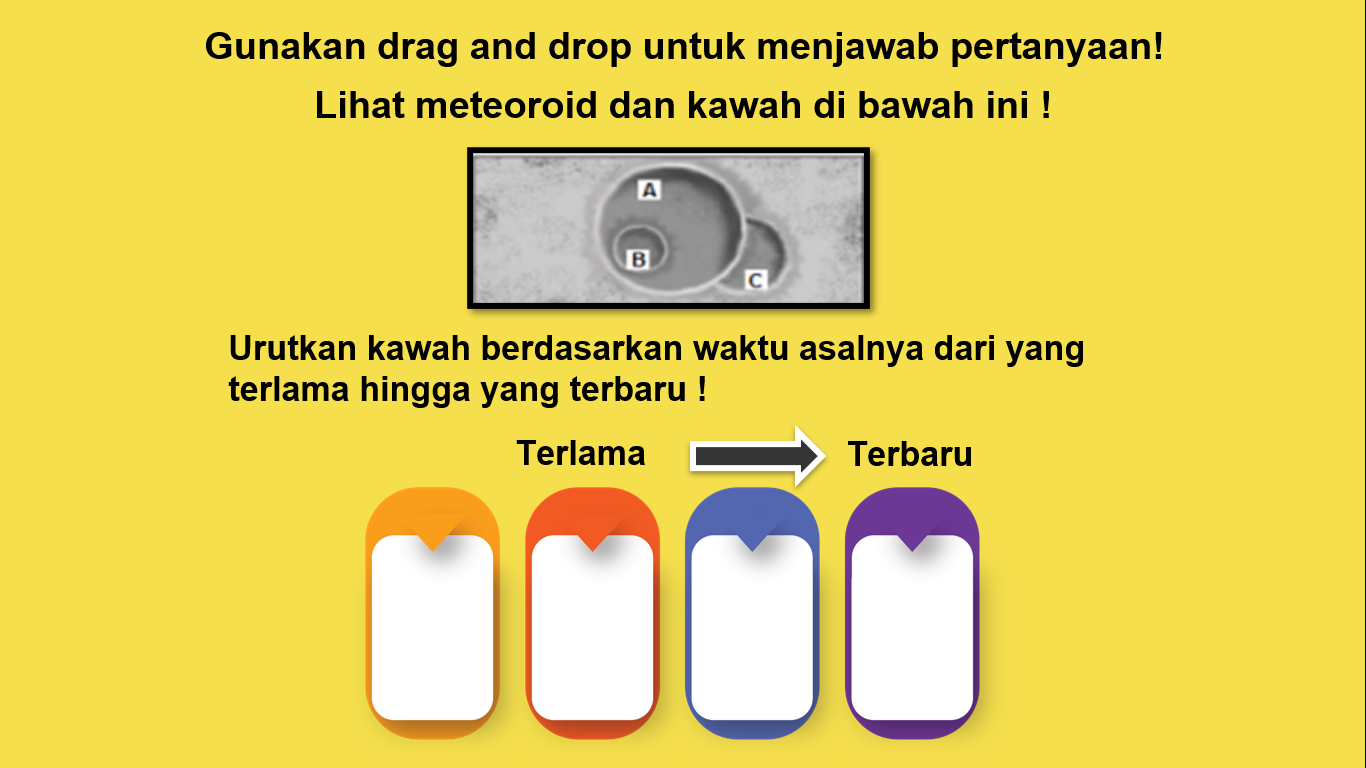 Gunakan drag and drop untuk menjawab pertanyaan!
Lihat meteoroid dan kawah di bawah ini !
A
B
C
Urutkan kawah berdasarkan waktu asalnya dari yang
terlama hingga yang terbaru !
Terlama
Terbaru